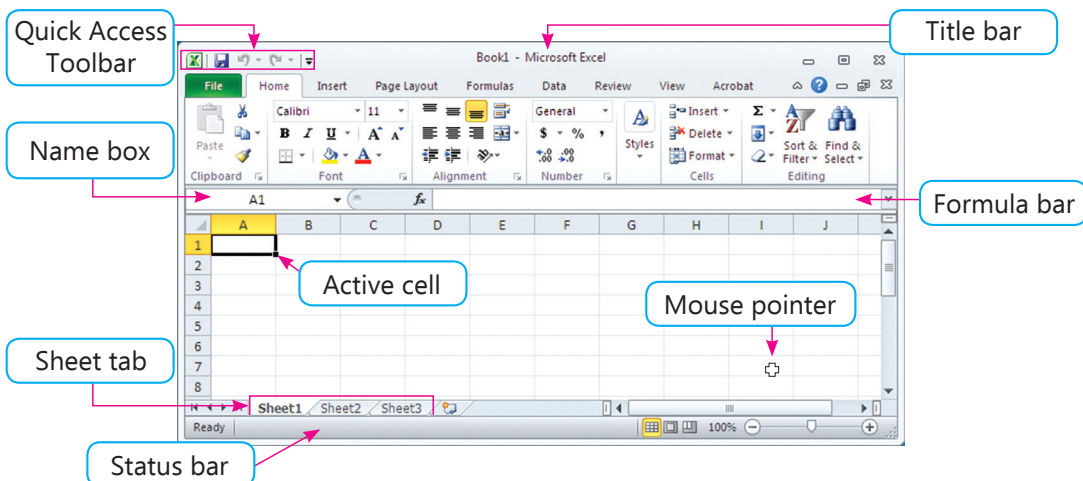 Quick Access
Toolbar
Title bar
Book1 - Microsoft Excel
File Home Insert Page Layout Formulas Data Review View Acrobat
Calibri 11 General Insert Σ
Paste B I U A A $ % , Styles Delete Sort & Find &
A .00 .0 .00 Format Filter Select
Clipboard Font Alignment Number Cells Editing
Name box
A1 fx
Formula bar
A B C D E F G H I J
1
2
3
4
5
6
7
8
Active cell
Mouse pointer
Sheet tab
Sheet1 Sheet2 Sheet3
Ready 100%
Status bar